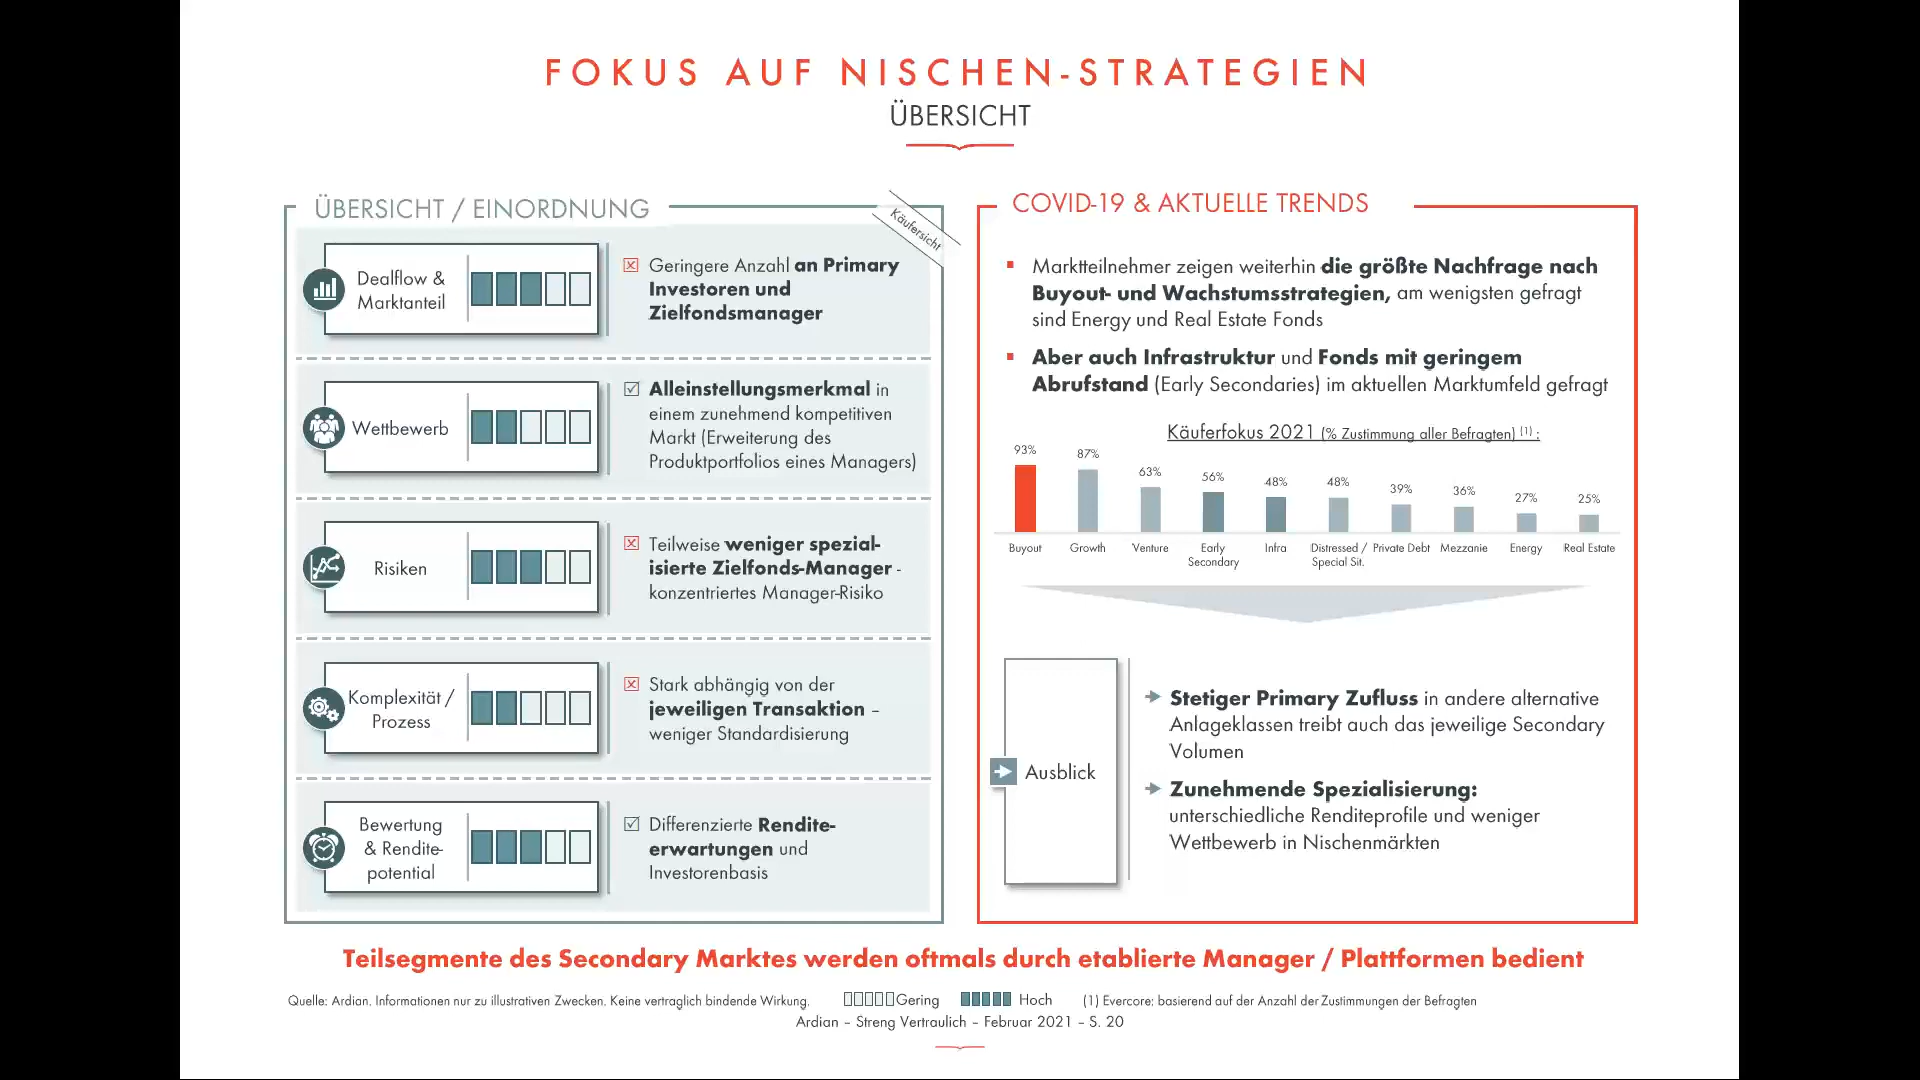 FOKUS AUF NISCHEN-STRATEGIEN
ÜBERSICHT
ÜBERSICHT / EINORDNUNG
Käufersicht
Dealflow &
Marktanteil
Geringere Anzahl an Primary
Investoren und
Zielfondsmanager
Wettbewerb
Alleinstellungsmerkmal in
einem zunehmend kompetitiven
Markt (Erweiterung des
Produktportfolios eines Managers)
Risiken
Teilweise weniger spezial-
isierte Zielfonds-Manager -
konzentriertes Manager-Risiko
Komplexität /
Prozess
Stark abhängig von der
jeweiligen Transaktion –
weniger Standardisierung
Bewertung
& Rendite-
potential
Differenzierte Rendite-
erwartungen und
Investorenbasis
COVID-19 & AKTUELLE TRENDS
Marktteilnehmer zeigen weiterhin die größte Nachfrage nach
Buyout- und Wachstumsstrategien, am wenigsten gefragt
sind Energy und Real Estate Fonds
Aber auch Infrastruktur und Fonds mit geringem
Abrufstand (Early Secondaries) im aktuellen Marktumfeld gefragt
Käuferfokus 2021 (% Zustimmung aller Befragten) (1) :
93% 87% 63% 56% 48% 48% 39% 36% 27% 25%
Buyout Growth Venture Early Infra Distressed / Private Debt Mezzanie Energy Real Estate
Secondary Special Sit.
Ausblick
Stetiger Primary Zufluss in andere alternative
Anlageklassen treibt auch das jeweilige Secondary
Volumen
Zunehmende Spezialisierung:
unterschiedliche Renditeprofile und weniger
Wettbewerb in Nischenmärkten
Teilsegmente des Secondary Marktes werden oftmals durch etablierte Manager / Plattformen bedient
Quelle: Ardian. Informationen nur zu illustrativen Zwecken. Keine vertraglich bindende Wirkung. Gering Hoch (1) Evercore: basierend auf der Anzahl der Zustimmungen der Befragten
Ardian – Streng Vertraulich – Februar 2021 – S. 20